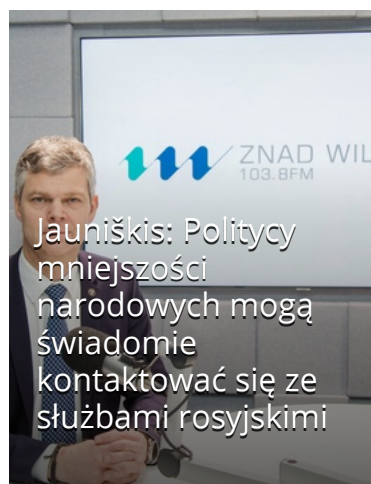 ZNAD WIL
103.8FM
Jauniškis: Politycy
mniejszości
narodowych mogą
świadomie
kontaktować się ze
służbami rosyjskimi